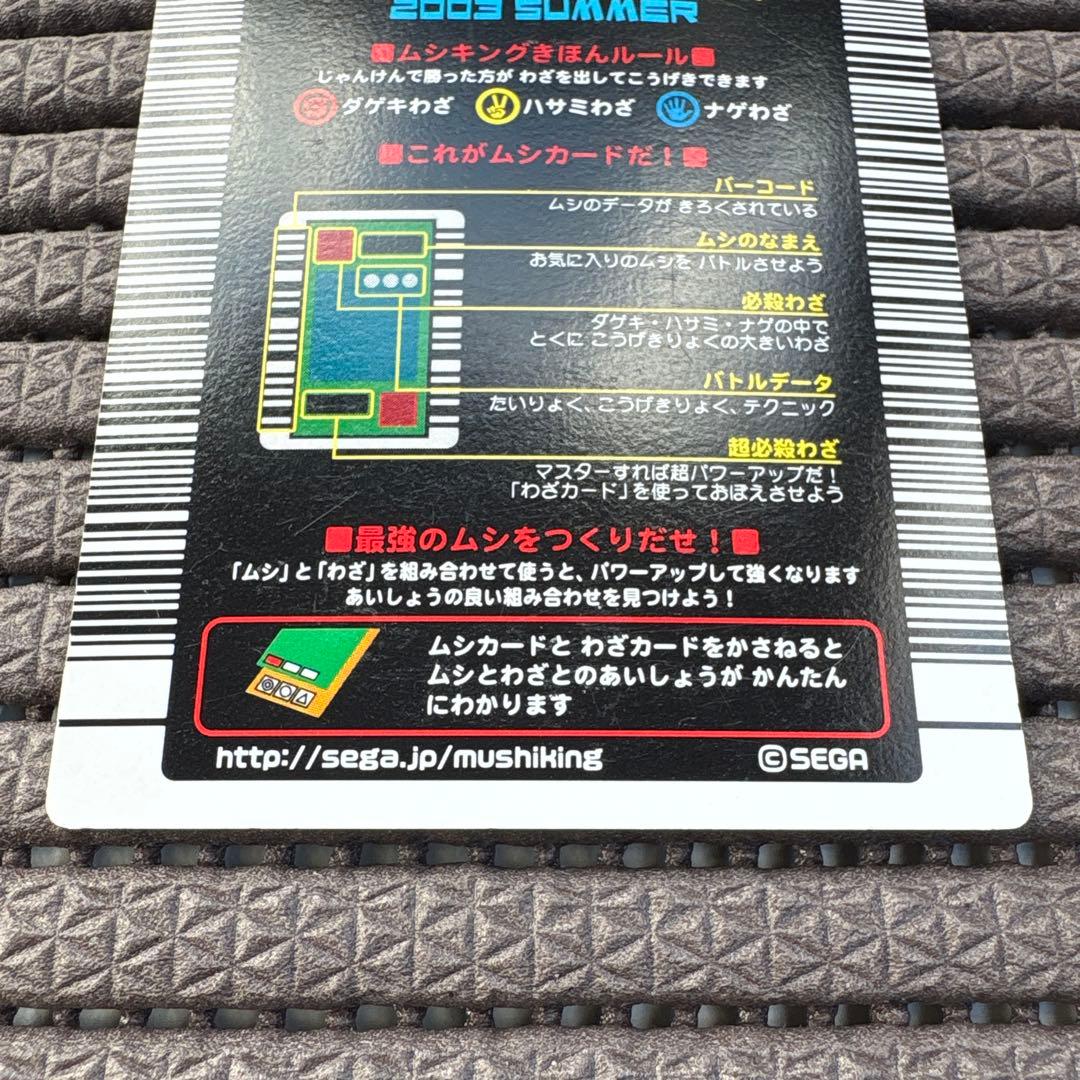 2003 SUMMER
■ムシキングきほんルール■
じゃんけんで勝った方が わざを出してこうげきできます
ダゲキわざ ハサミわざ ナゲわざ
■これがムシカードだ!■
バーコード
ムシのデータが きろくされている
ムシのなまえ
お気に入りのムシを バトルさせよう
必殺わざ
ダゲキ・ハサミ・ナゲの中で
とくに こうげきりょくの大きいわざ
バトルデータ
たいりょく、こうげきりょく、テクニック
超必殺わざ
マスターすれば超パワーアップだ!
「わざカード」を使っておぼえさせよう
■最強のムシをつくりだせ!■
「ムシ」と「わざ」を組み合わせて使うと、パワーアップして強くなります
あいしょうの良い組み合わせを見つけよう!
ムシカードと わざカードをかさねると
ムシとわざとのあいしょうが かんたん
にわかります
http://sega.jp/mushiking ©SEGA